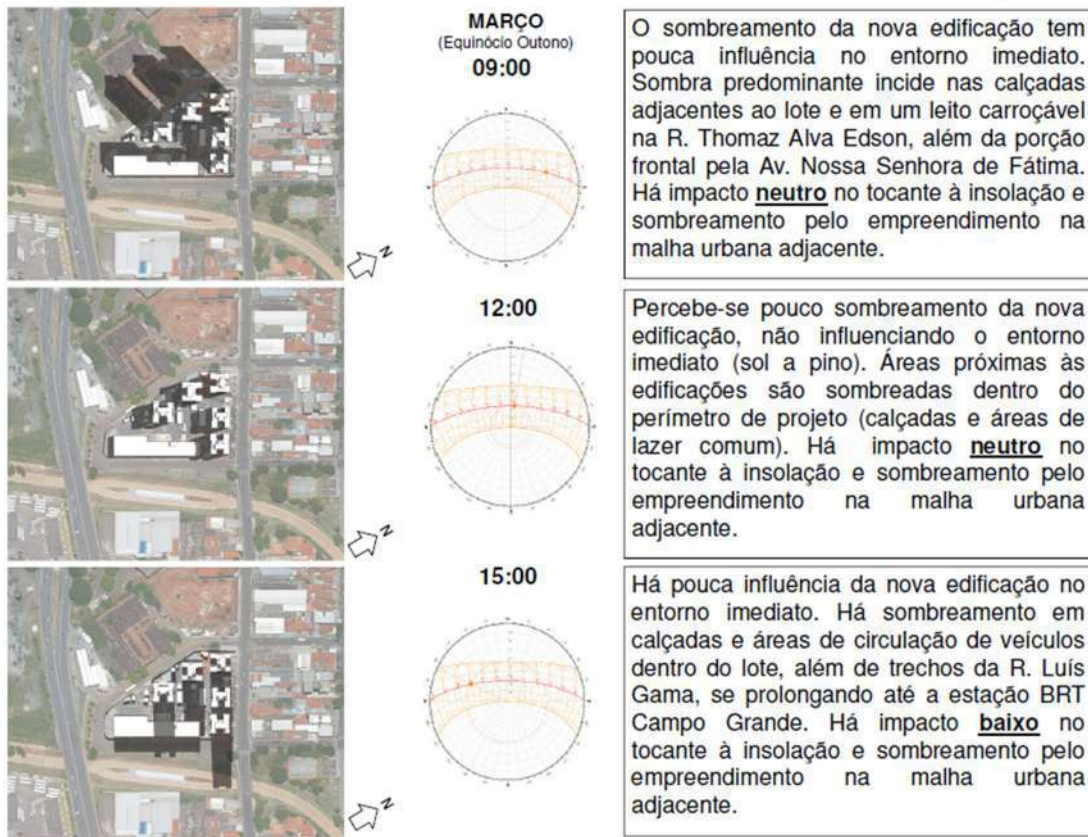 MARÇO
(Equinócio Outono)
09:00
O sombreamento da nova edificação tem
pouca influência no entorno imediato.
Sombra predominante incide nas calçadas
adjacentes ao lote e em um leito carroçável
na R. Thomaz Alva Edson, além da porção
frontal pela Av. Nossa Senhora de Fátima.
Há impacto neutro no tocante à insolação e
sombreamento pelo empreendimento na
malha urbana adjacente.
N
12:00
Percebe-se pouco sombreamento da nova
edificação, não influenciando o entorno
imediato (sol a pino). Áreas próximas às
edificações são sombreadas dentro do
perímetro de projeto (calçadas e áreas de
lazer comum). Há impacto neutro no
tocante à insolação e sombreamento pelo
empreendimento na malha urbana
adjacente.
N
15:00
Há pouca influência da nova edificação no
entorno imediato. Há sombreamento em
calçadas e áreas de circulação de veículos
dentro do lote, além de trechos da R. Luís
Gama, se prolongando até a estação BRT
Campo Grande. Há impacto baixo no
tocante à insolação e sombreamento pelo
empreendimento na malha urbana
adjacente.
N